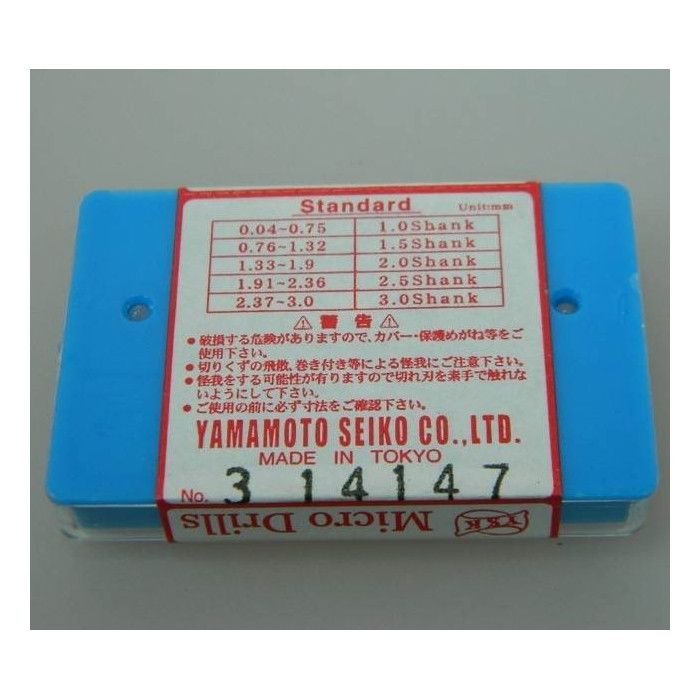 Standard Unit:mm
0.04~0.75 1.0Shank
0.76~1.32 1.5Shank
1.33~1.9 2.0Shank
1.91~2.36 2.5Shank
2.37~3.0 3.0Shank
⚠ 警告 ⚠
● 破損する危険がありますので、カバー・保護めがね等をご
使用下さい。
● 切りくずの飛散、巻き付き等による怪我にご注意下さい。
● 怪我をする可能性が有りますので切れ刃を素手で触れな
いようにして下さい。
● ご使用の前に必ず寸法をご確認下さい。
YAMAMOTO SEIKO CO.,LTD.
MADE IN TOKYO
No. 3 14147
Micro Drills